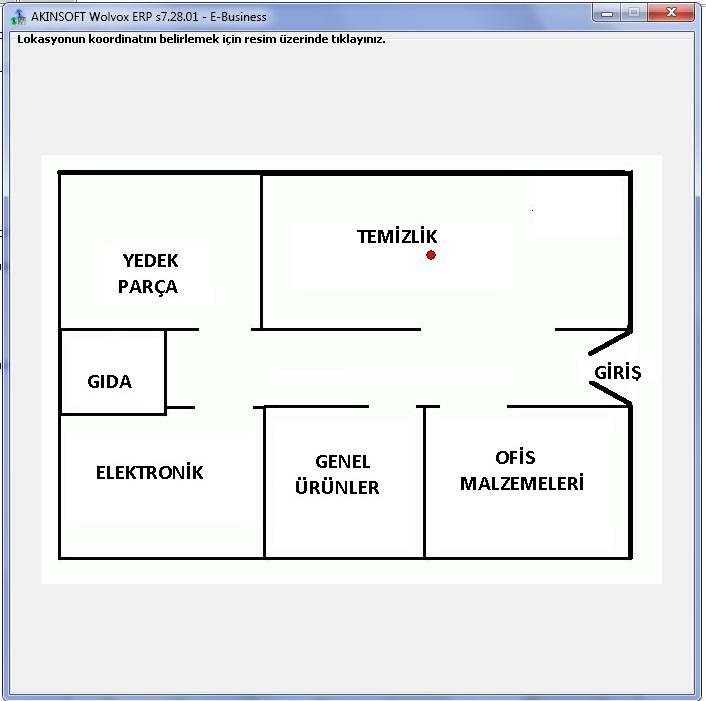 AKINSOFT Wolvox ERP s7.28.01 - E-Business
Lokasyonun koordinatını belirlemek için resim üzerinde tıklayınız.
TEMİZLİK
YEDEK
PARÇA
GIDA
GİRİŞ
ELEKTRONİK
GENEL
ÜRÜNLER
OFİS
MALZEMELERİ